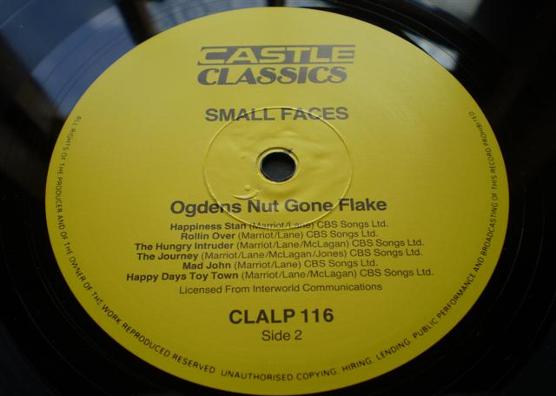 CASTLE
CLASSICS
SMALL FACES
Ogdens Nut Gone Flake
Happiness Stan (Marriot/Lane) CBS Songs Ltd.
Rollin Over (Marriot/Lane) CBS Songs Ltd.
The Hungry Intruder (Marriot/Lane/McLagan) CBS Songs Ltd.
The Journey (Marriot/Lane/McLagan/Jones) CBS Songs Ltd.
Mad John (Marriot/Lane) CBS Songs Ltd.
Happy Days Toy Town (Marriot/Lane/McLagan) CBS Songs Ltd.
Licensed From Interworld Communications
CLALP 116
Side 2
ALL RIGHTS OF THE PRODUCER AND OF THE OWNER OF THE WORK REPRODUCED RESERVED. UNAUTHORISED COPYING, HIRING, LENDING, PUBLIC PERFORMANCE AND BROADCASTING OF THIS RECORD PROHIBITED